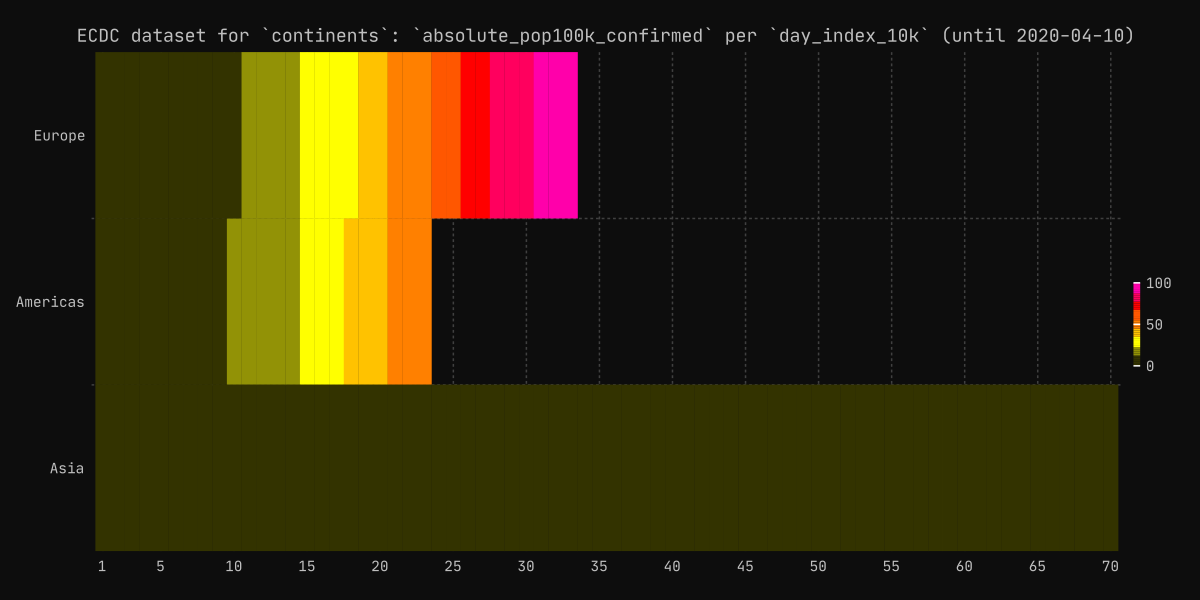 ECDC dataset for `continents`: `absolute_pop100k_confirmed` per `day_index_10k` (until 2020-04-10)
Europe
Americas
Asia
100
50
0
1 5 10 15 20 25 30 35 40 45 50 55 60 65 70